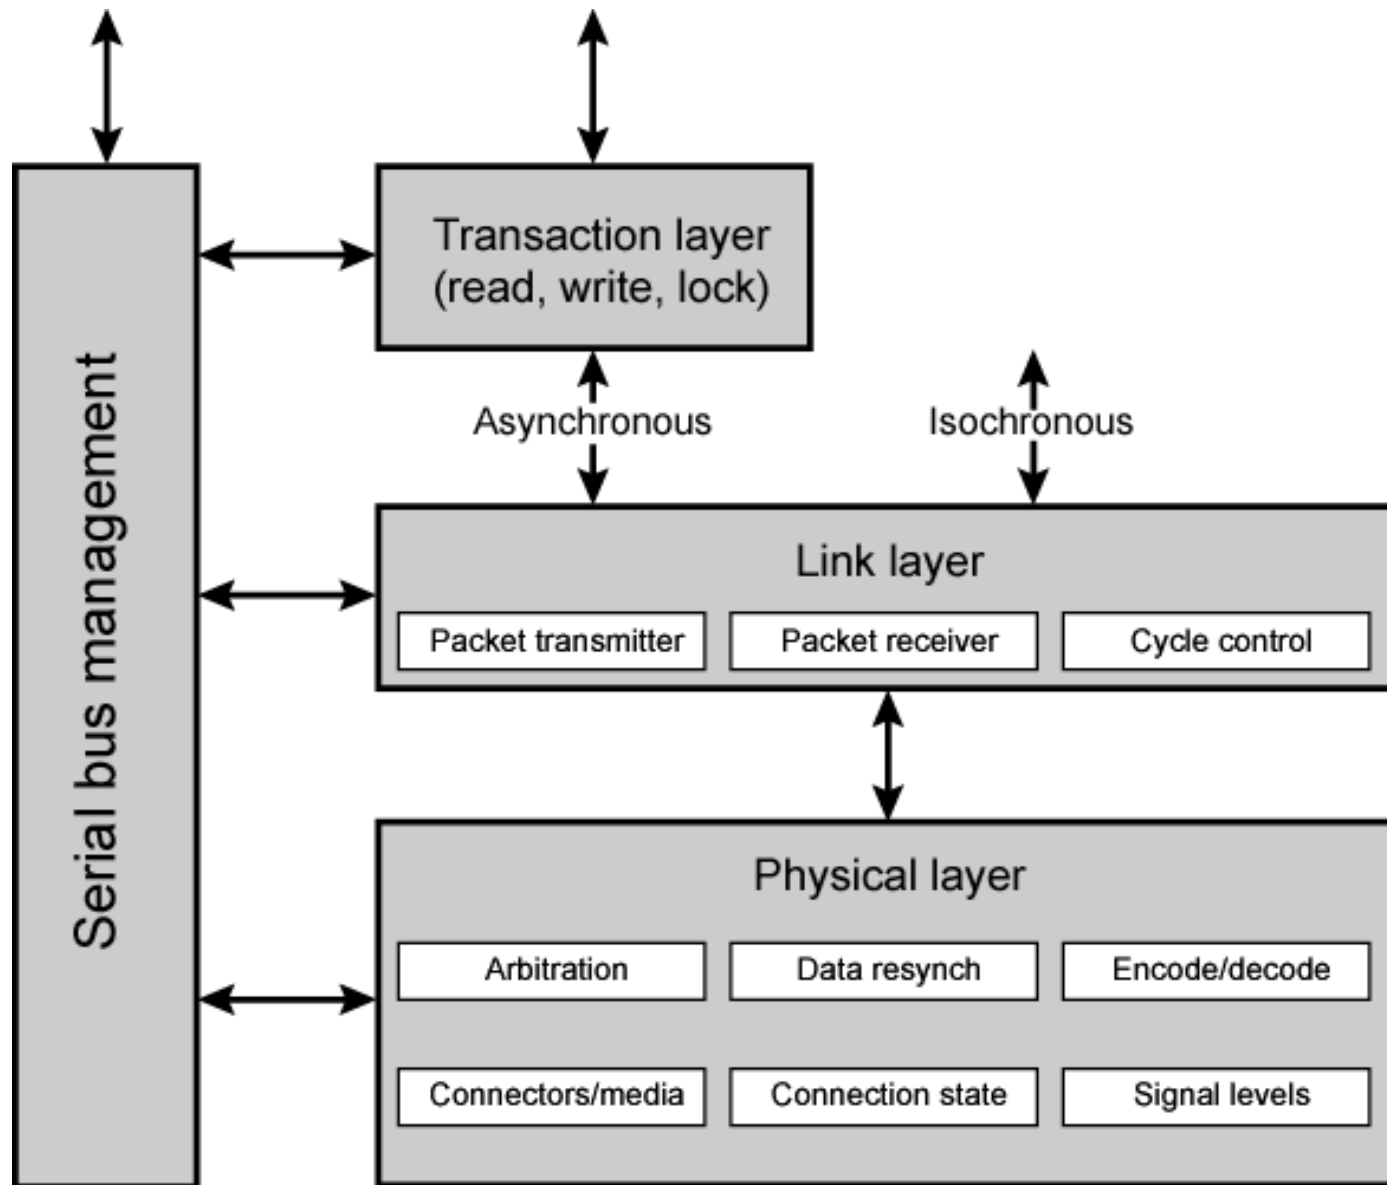 Serial bus management
Transaction layer
(read, write, lock)
Asynchronous
Isochronous
Link layer
Packet transmitter
Packet receiver
Cycle control
Physical layer
Arbitration
Data resynch
Encode/decode
Connectors/media
Connection state
Signal levels